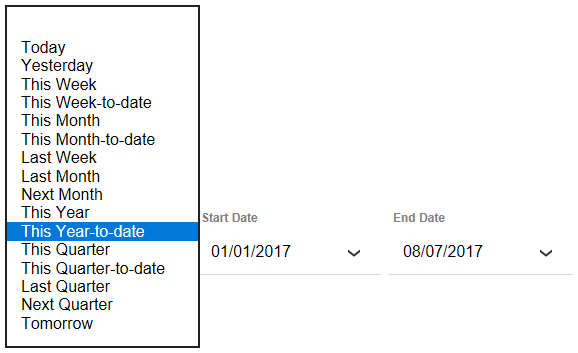 Today
Yesterday
This Week
This Week-to-date
This Month
This Month-to-date
Last Week
Last Month
Next Month
This Year
This Year-to-date
This Quarter
This Quarter-to-date
Last Quarter
Next Quarter
Tomorrow
Start Date
01/01/2017
End Date
08/07/2017